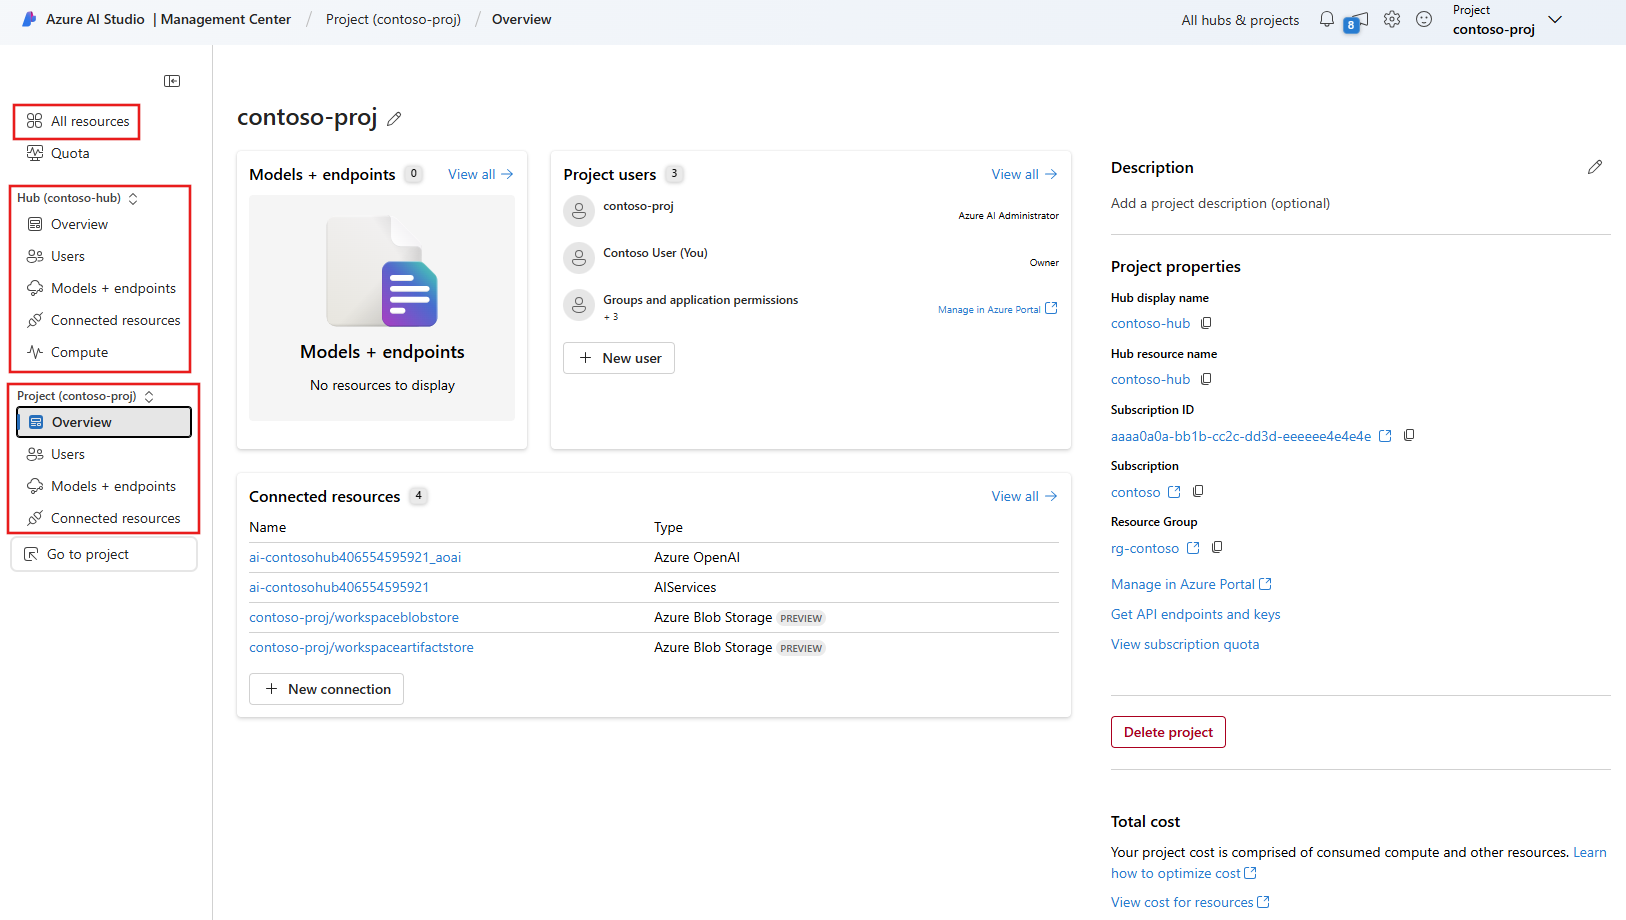 Azure AI Studio | Management Center / Project (contoso-proj) / Overview
All hubs & projects
8
Project
contoso-proj
All resources
Quota
Hub (contoso-hub)
Overview
Users
Models + endpoints
Connected resources
Compute
Project (contoso-proj)
Overview
Users
Models + endpoints
Connected resources
Go to project
contoso-proj
Models + endpoints 0 View all
Models + endpoints
No resources to display
Project users 3 View all
contoso-proj
Azure AI Administrator
Contoso User (You)
Owner
Groups and application permissions
+ 3
Manage in Azure Portal
New user
Connected resources 4 View all
Name Type
ai-contosohub406554595921_aoai Azure OpenAI
ai-contosohub406554595921 AIServices
contoso-proj/workspaceblobstore Azure Blob Storage PREVIEW
contoso-proj/workspaceartifactstore Azure Blob Storage PREVIEW
New connection
Description
Add a project description (optional)
Project properties
Hub display name
contoso-hub
Hub resource name
contoso-hub
Subscription ID
aaaa0a0a-bb1b-cc2c-dd3d-eeeeee4e4e4e
Subscription
contoso
Resource Group
rg-contoso
Manage in Azure Portal
Get API endpoints and keys
View subscription quota
Delete project
Total cost
Your project cost is comprised of consumed compute and other resources. Learn
how to optimize cost
View cost for resources